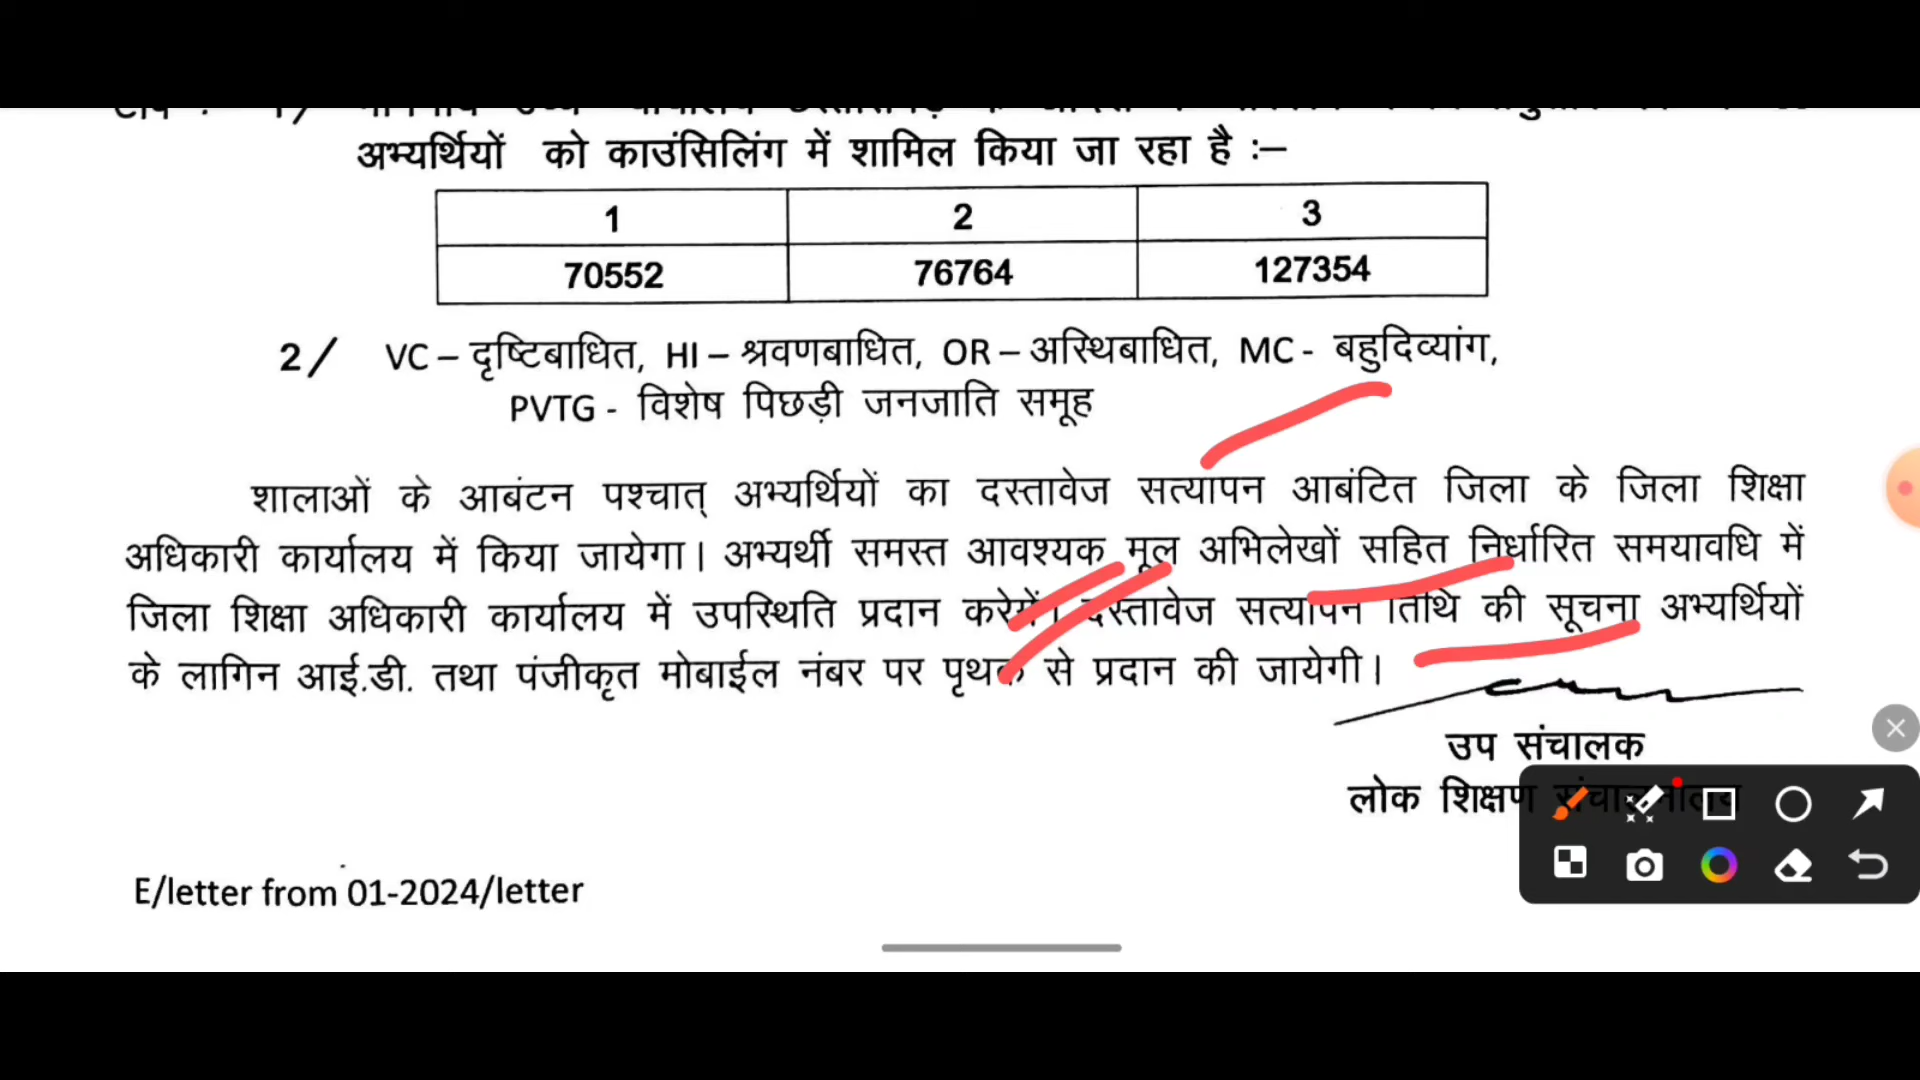 अभ्यर्थियों को काउंसिलिंग में शामिल किया जा रहा है :–
1 2 3
70552 76764 127354
2/ VC – दृष्टिबाधित, HI – श्रवणबाधित, OR – अस्थिबाधित, MC - बहुदिव्यांग,
PVTG - विशेष पिछड़ी जनजाति समूह
शालाओं के आबंटन पश्चात् अभ्यर्थियों का दस्तावेज सत्यापन आबंटित जिला के जिला शिक्षा
अधिकारी कार्यालय में किया जायेगा। अभ्यर्थी समस्त आवश्यक मूल अभिलेखों सहित निर्धारित समयावधि में
जिला शिक्षा अधिकारी कार्यालय में उपस्थिति प्रदान करेगें। दस्तावेज सत्यापन तिथि की सूचना अभ्यर्थियों
के लागिन आई.डी. तथा पंजीकृत मोबाईल नंबर पर पृथक से प्रदान की जायेगी।
उप संचालक
लोक शिक्षण संचालनालय
E/letter from 01-2024/letter